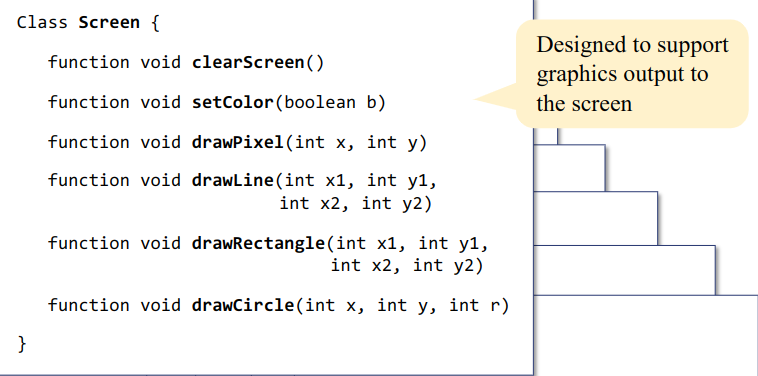 Class Screen {
function void clearScreen()
function void setColor(boolean b)
function void drawPixel(int x, int y)
function void drawLine(int x1, int y1,
int x2, int y2)
function void drawRectangle(int x1, int y1,
int x2, int y2)
function void drawCircle(int x, int y, int r)
}
Designed to support
graphics output to
the screen